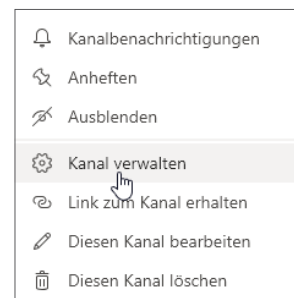 Kanalbenachrichtigungen
Anheften
Ausblenden
Kanal verwalten
Link zum Kanal erhalten
Diesen Kanal bearbeiten
Diesen Kanal löschen